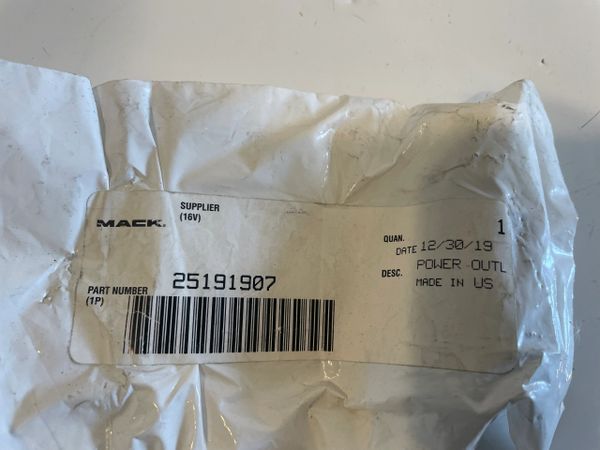 MACK.
SUPPLIER
(16V)
QUAN. 1
DATE 12/30/19
DESC. POWER OUTL
MADE IN US
PART NUMBER 25191907
(1P)